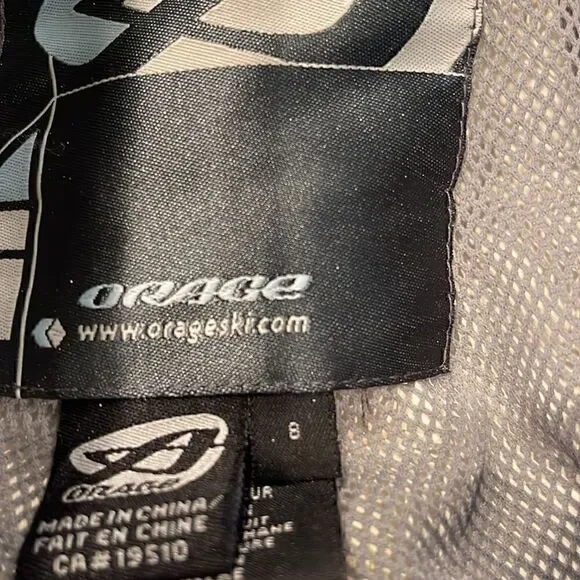 ORAGE
www.orageski.com
8
ORAGE
MADE IN CHINA/
FAIT EN CHINE
CA#19510